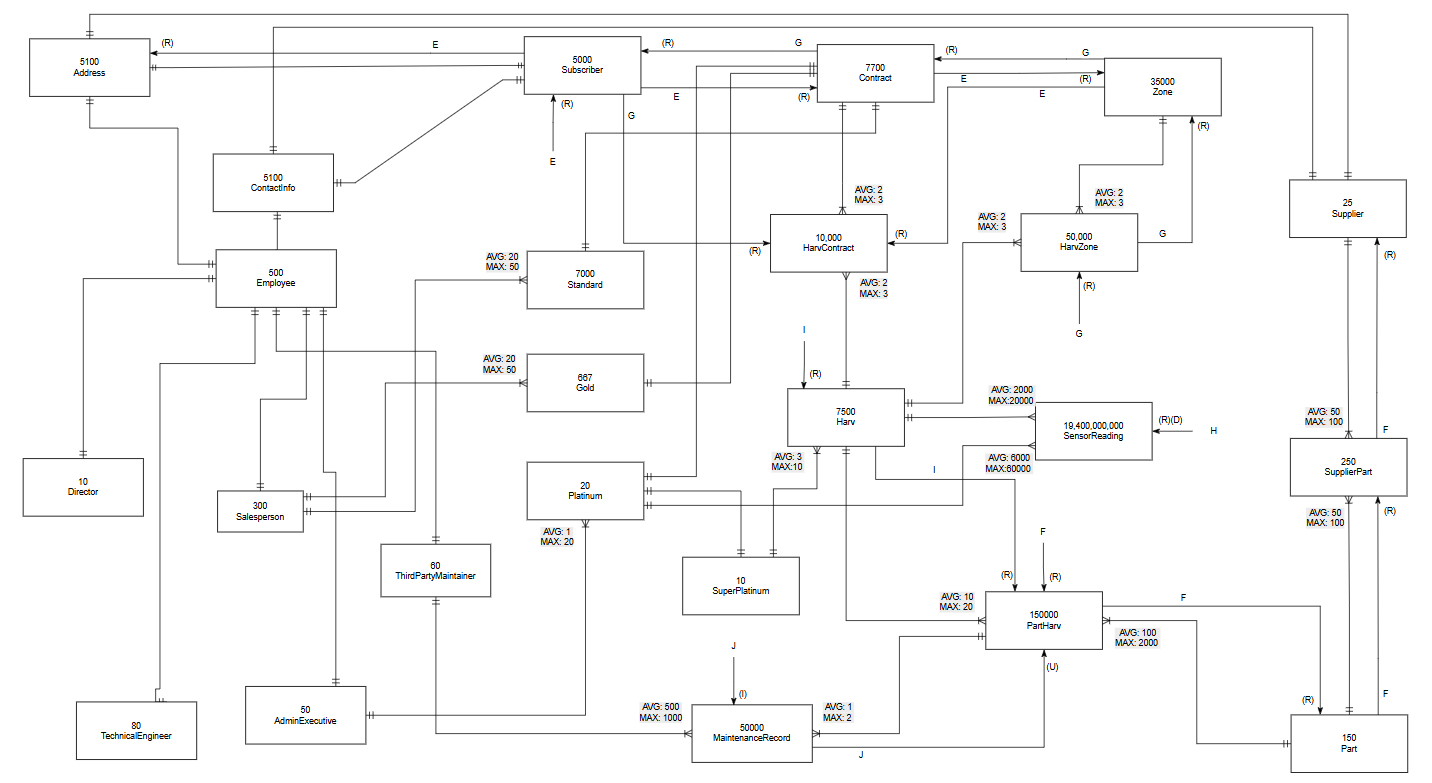 (R)
E
5100
Address
5000
Subscriber
(R)
G
7700
Contract
(R)
G
E
(R)
35000
Zone
E
E
(R)
(R)
G
E
(R)
5100
ContactInfo
AVG: 2
MAX: 3
AVG: 2
MAX: 3
25
Supplier
AVG: 2
MAX: 3
10,000
HarvContract
(R)
(R)
50,000
HarvZone
G
(R)
500
Employee
AVG: 20
MAX: 50
7000
Standard
AVG: 2
MAX: 3
(R)
G
I
(R)
AVG: 20
MAX: 50
667
Gold
7500
Harv
AVG: 2000
MAX:20000
19,400,000,000
SensorReading
(R)(D)
H
AVG: 50
MAX: 100
F
AVG: 3
MAX:10
AVG: 6000
MAX:60000
I
250
SupplierPart
AVG: 50
MAX: 100
(R)
10
Director
300
Salesperson
20
Platinum
AVG: 1
MAX: 20
F
60
ThirdPartyMaintainer
10
SuperPlatinum
(R)
(R)
AVG: 10
MAX: 20
150000
PartHarv
F
AVG: 100
MAX: 2000
J
(U)
(I)
50
AdminExecutive
AVG: 500
MAX: 1000
AVG: 1
MAX: 2
(R)
F
80
TechnicalEngineer
50000
MaintenanceRecord
J
150
Part